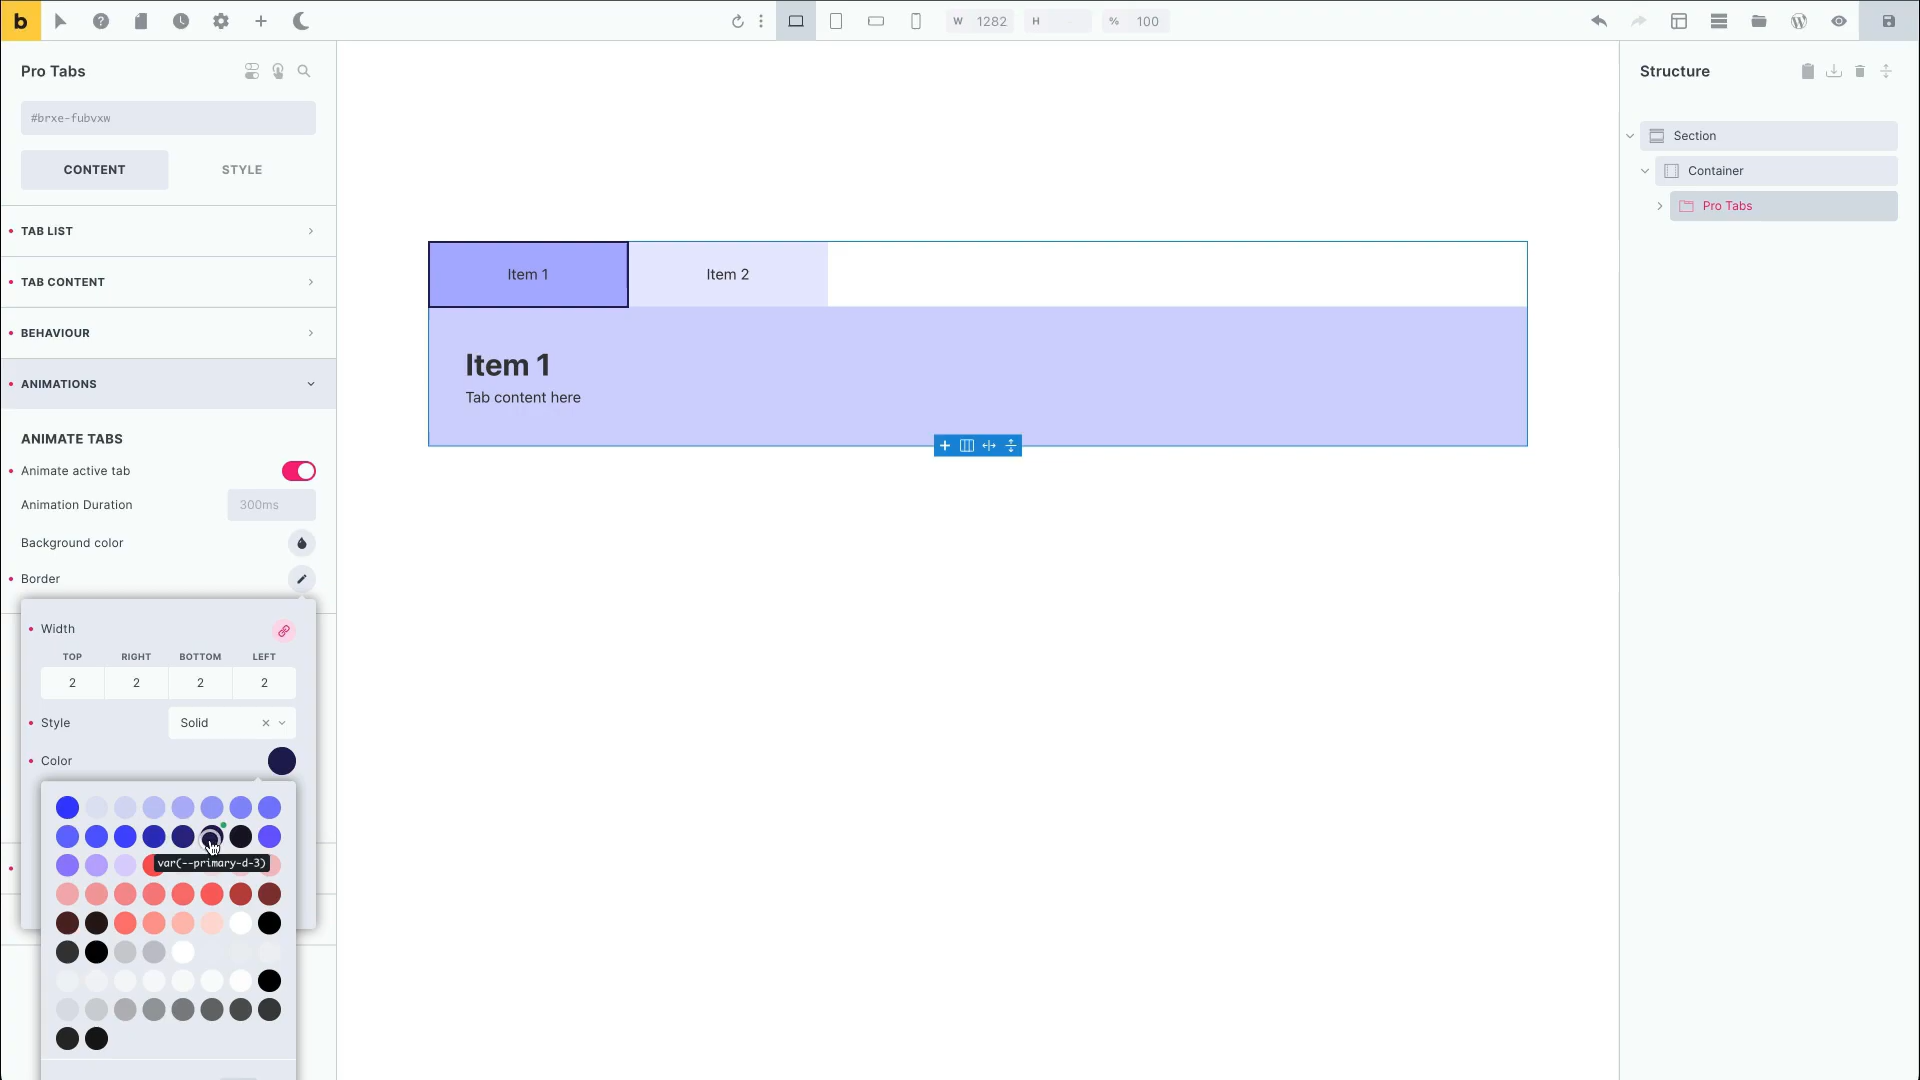 b
W 1282 H % 100
Pro Tabs
#brxe-fubvxw
CONTENT STYLE
TAB LIST
TAB CONTENT
BEHAVIOUR
ANIMATIONS
ANIMATE TABS
Animate active tab
Animation Duration 300ms
Background color
Border
Width
TOP RIGHT BOTTOM LEFT
2 2 2 2
Style Solid
Color
var(--primary-d-3)
Item 1 Item 2
Item 1
Tab content here
Structure
Section
Container
Pro Tabs